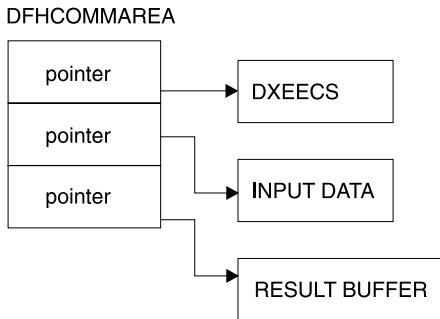 DFHCOMMAREA
pointer
DXEECS
pointer
INPUT DATA
pointer
RESULT BUFFER